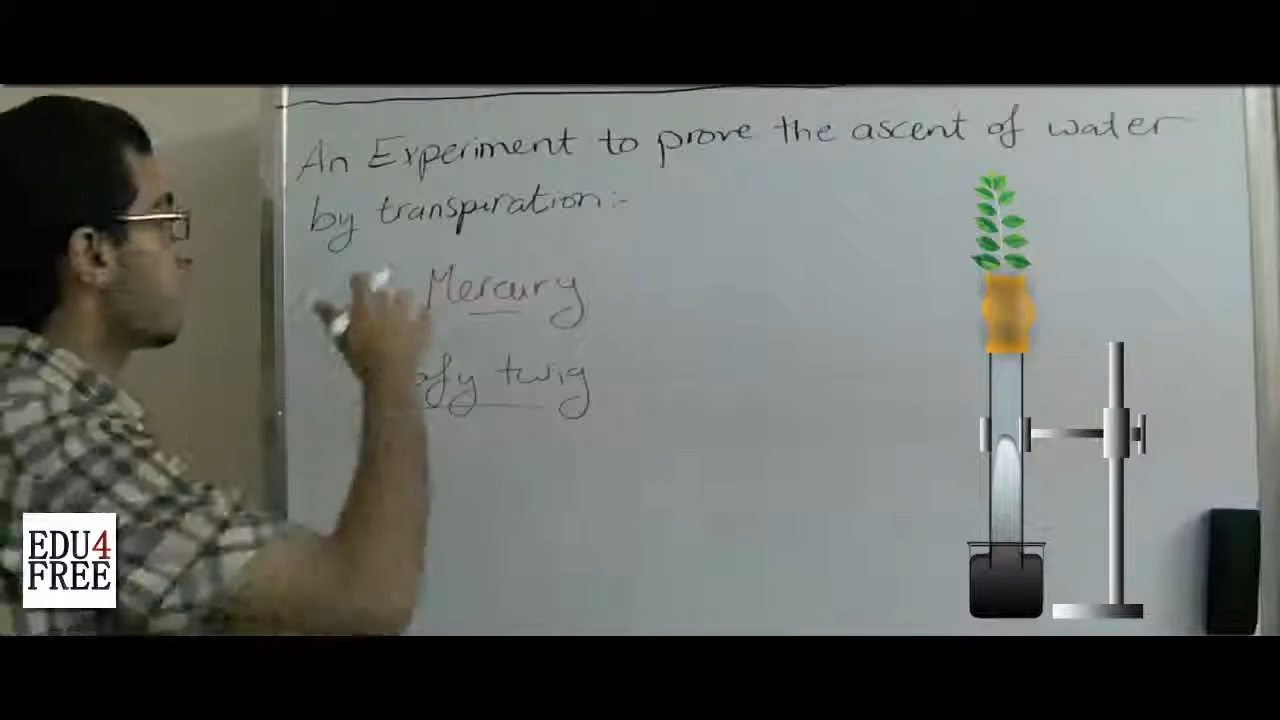 An Experiment to prove the ascent of water
by transpiration:-
Mercury
twig
EDU4
FREE